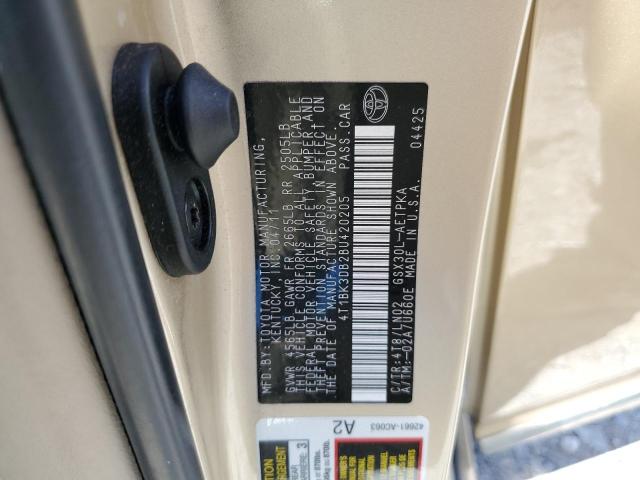 MFD.BY:TOYOTA MOTOR MANUFACTURING,
KENTUCKY, INC. 04/11
GVWR 4565LB GAWR FR 2665LB RR 2505LB
THIS VEHICLE CONFORMS TO ALL APPLICABLE
FEDERAL MOTOR VEHICLE SAFETY, BUMPER AND
THEFT PREVENTION STANDARDS IN EFFECT ON
THE DATE OF MANUFACTURE SHOWN ABOVE.
4T1BK3DB2BU420205 PASS.CAR
C/TR:4T8/LN02 GSX30L-AETPKA
A/TM:-02A/U660E MADE IN U.S.A. 04425
A2
42661-AC063
3